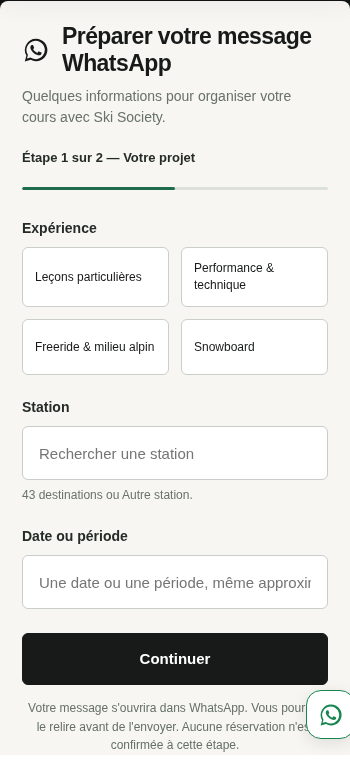 Préparer votre message
WhatsApp
Quelques informations pour organiser votre
cours avec Ski Society.
Étape 1 sur 2 — Votre projet
Expérience
Leçons particulières
Performance &
technique
Freeride & milieu alpin
Snowboard
Station
Rechercher une station
43 destinations ou Autre station.
Date ou période
Une date ou une période, même
Continuer
Votre message s'ouvrira dans WhatsApp. Vous
le relire avant de l'envoyer. Aucune réservation
confirmée à cette étape.